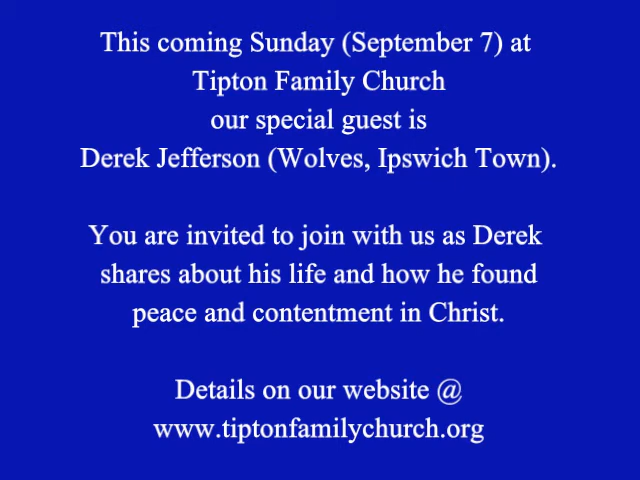 This coming Sunday (September 7) at
Tipton Family Church
our special guest is
Derek Jefferson (Wolves, Ipswich Town).
You are invited to join with us as Derek
shares about his life and how he found
peace and contentment in Christ.
Details on our website @
www.tiptonfamilychurch.org